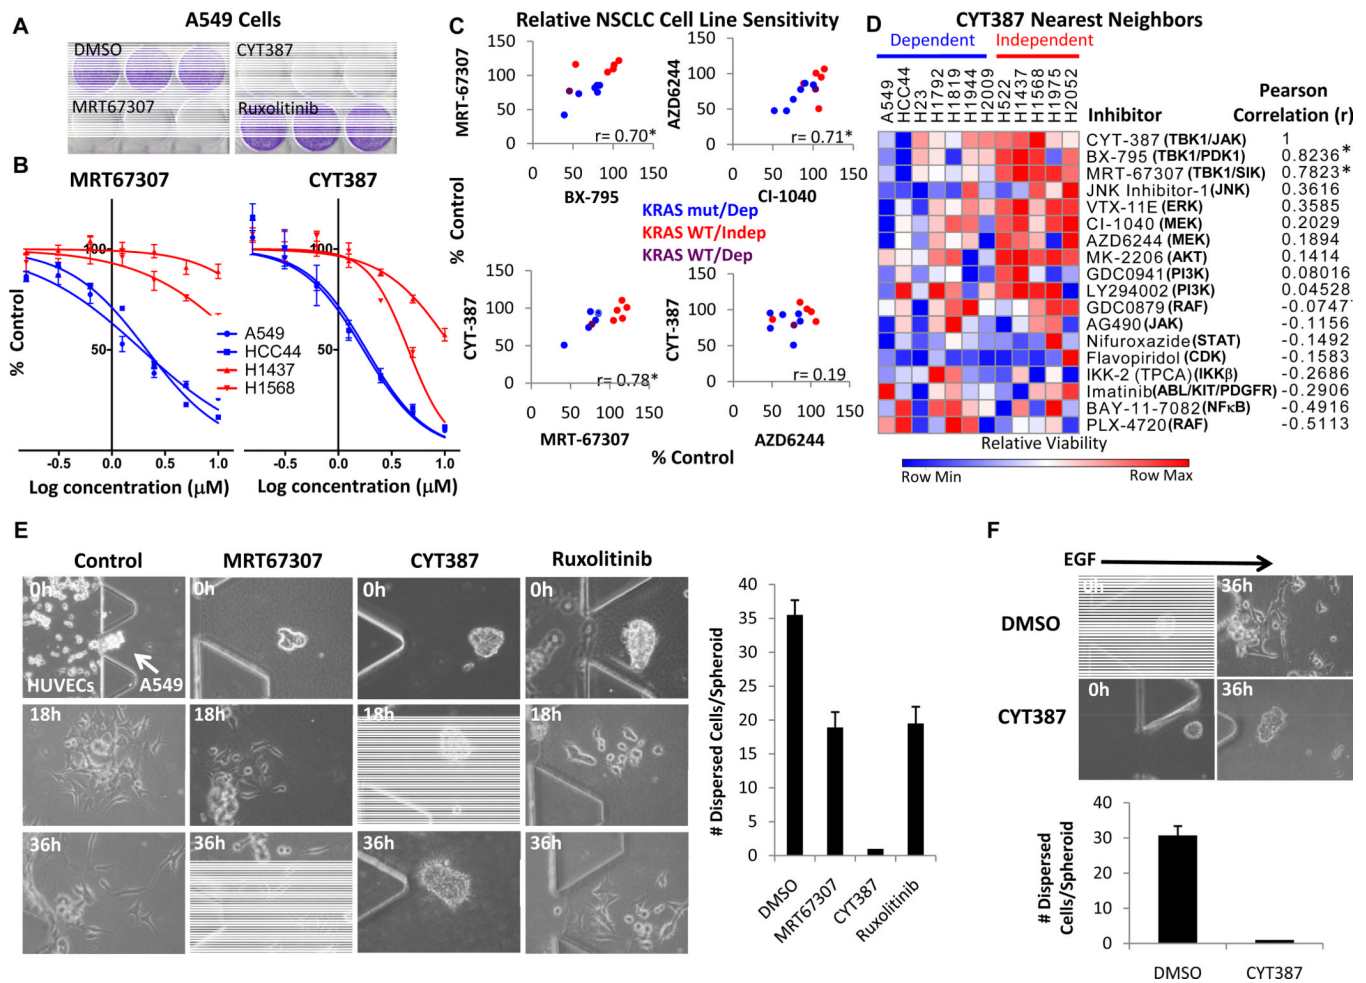 A
A549 Cells
DMSO
CYT387
MRT67307
Ruxolitinib
B
MRT67307
CYT387
% Control
100
50
100
50
A549
HCC44
H1437
H1568
-0.5 0.0 0.5 1.0
-0.5 0.0 0.5 1.0
Log concentration (μM)
Log concentration (μM)
C
Relative NSCLC Cell Line Sensitivity
MRT-67307
150
100
50
0
r= 0.70*
0 50 100 150
BX-795
AZD6244
150
100
50
0
r= 0.71*
0 50 100 150
CI-1040
% Control
KRAS mut/Dep
KRAS WT/Indep
KRAS WT/Dep
CYT-387
150
100
50
0
r= 0.78*
0 50 100 150
MRT-67307
CYT-387
150
100
50
0
r= 0.19
0 50 100 150
AZD6244
% Control
D
CYT387 Nearest Neighbors
Dependent
Independent
A549
HCC44
H23
H1792
H1819
H1944
H2009
H522
H1437
H1568
H1975
H2052
Inhibitor
Pearson
Correlation (r)
CYT-387 (TBK1/JAK) 1
BX-795 (TBK1/PDK1) 0.8236 *
MRT-67307 (TBK1/SIK) 0.7823 *
JNK Inhibitor-1 (JNK) 0.3616
VTX-11E (ERK) 0.3585
CI-1040 (MEK) 0.2029
AZD6244 (MEK) 0.1894
MK-2206 (AKT) 0.1414
GDC0941 (PI3K) 0.08016
LY294002 (PI3K) 0.04528
GDC0879 (RAF) -0.0747
AG490 (JAK) -0.1156
Nifuroxazide (STAT) -0.1492
Flavopiridol (CDK) -0.1583
IKK-2 (TPCA) (IKKβ) -0.2686
Imatinib (ABL/KIT/PDGFR) -0.2906
BAY-11-7082 (NFκB) -0.4916
PLX-4720 (RAF) -0.5113
Relative Viability
Row Min
Row Max
E
Control
MRT67307
CYT387
Ruxolitinib
0h
0h
0h
0h
HUVECs
A549
18h
18h
18h
18h
36h
36h
36h
36h
# Dispersed Cells/Spheroid
40
35
30
25
20
15
10
5
0
DMSO
MRT67307
CYT387
Ruxolitinib
F
EGF
DMSO
0h
36h
CYT387
0h
36h
# Dispersed
Cells/Spheroid
40
30
20
10
0
DMSO
CYT387